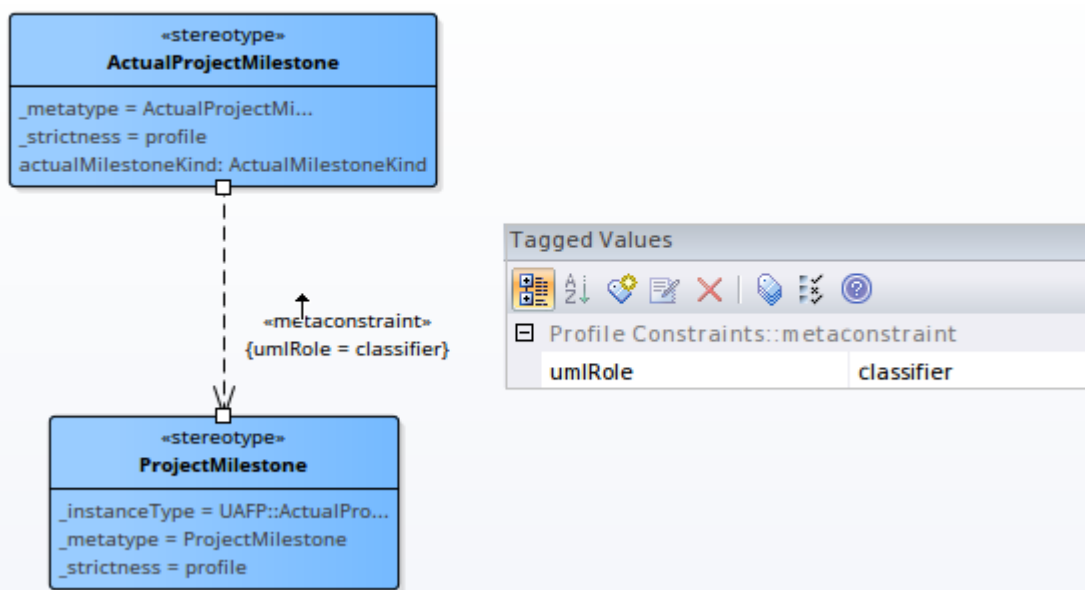 «stereotype»
ActualProjectMilestone
_metatype = ActualProjectMi...
_strictness = profile
actualMilestoneKind: ActualMilestoneKind
«metaconstraint»
{umlRole = classifier}
«stereotype»
ProjectMilestone
_instanceType = UAFP::ActualPro...
_metatype = ProjectMilestone
_strictness = profile
Tagged Values
Profile Constraints::metaconstraint
umlRole classifier